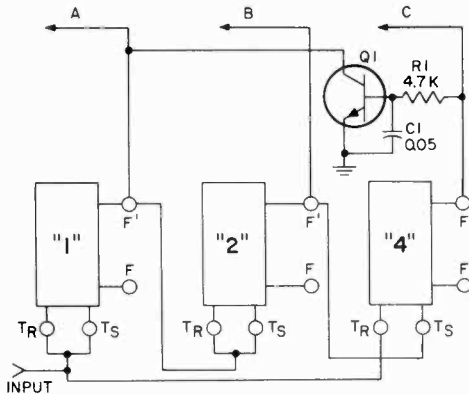 A B C
Q1
R1
4.7K
C1
0.05
"1" F' "2" F' "4" F'
F F F
TR TS TR TS TR TS
INPUT